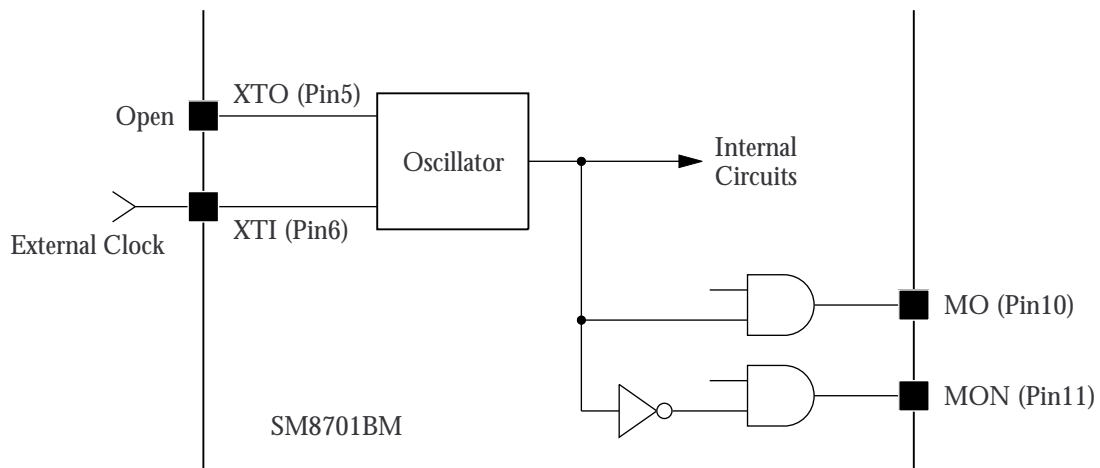 XTO (Pin5)
Open
Oscillator
Internal
Circuits
XTI (Pin6)
External Clock
MO (Pin10)
MON (Pin11)
SM8701BM